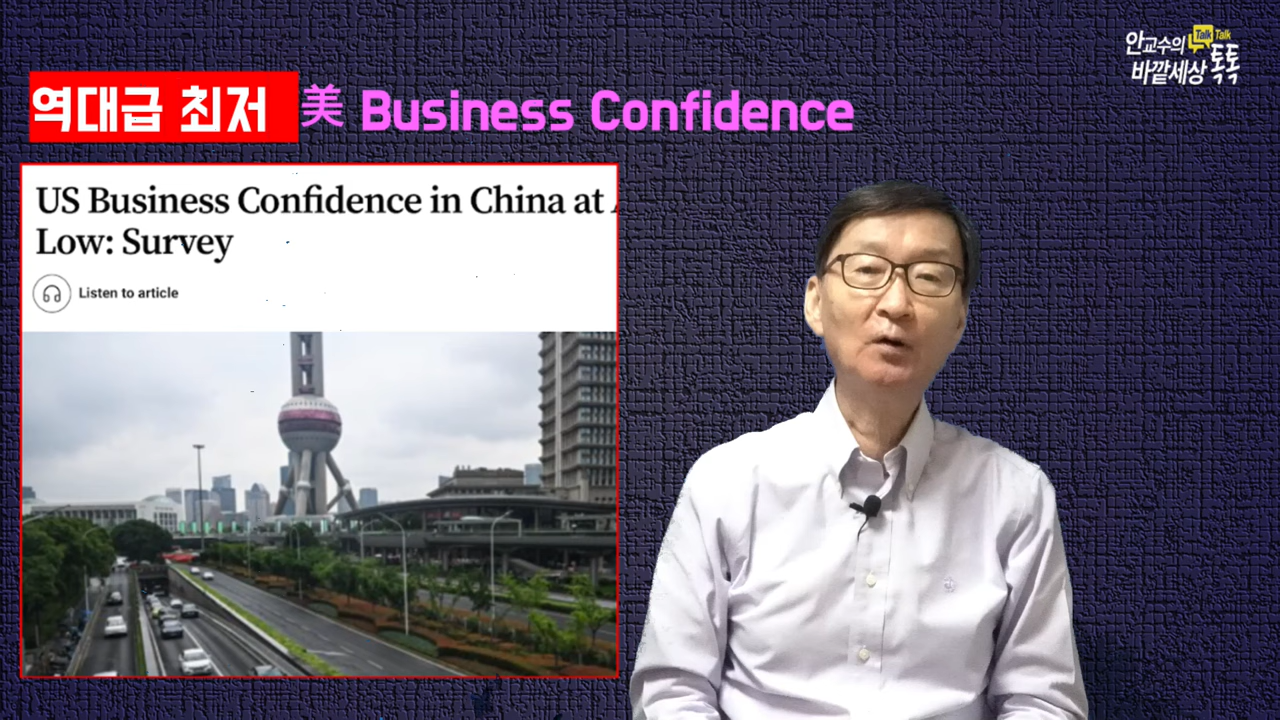 안교수의 Talk Talk
바깥세상 톡톡
역대급 최저 美 Business Confidence
US Business Confidence in China at
Low: Survey
Listen to article